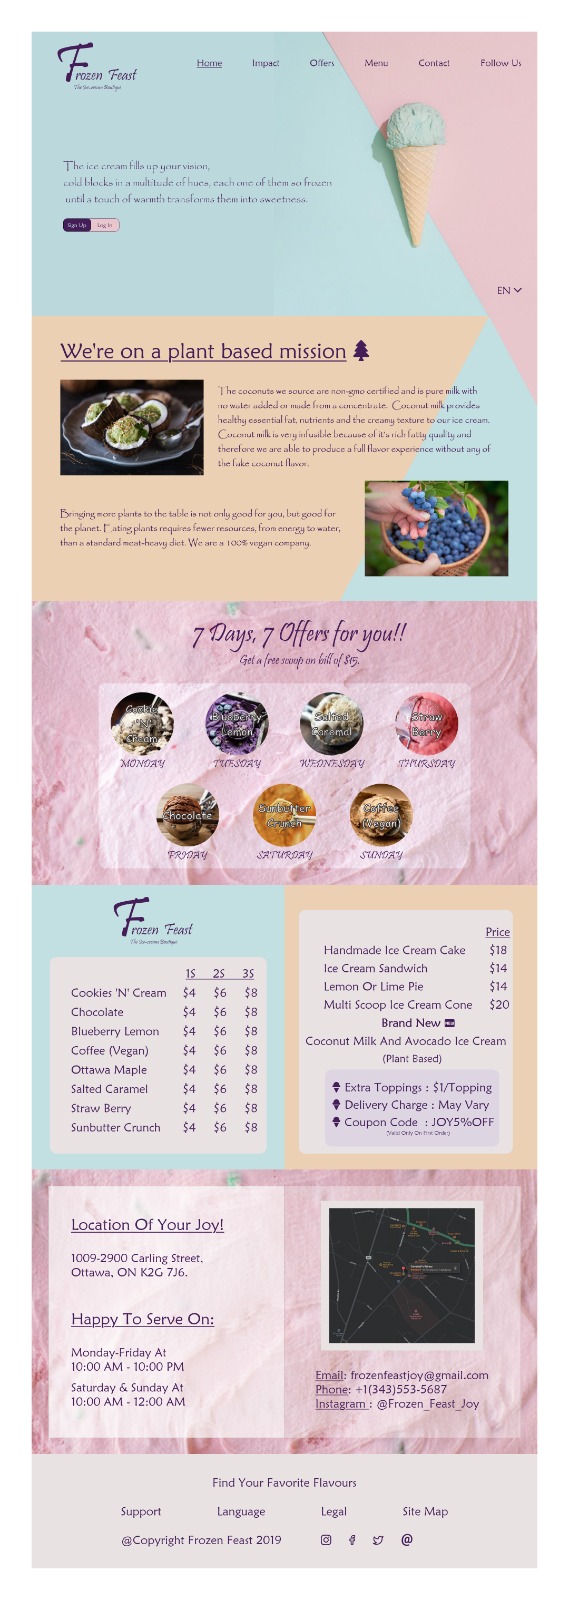 Frozen Feast
The Ice-cream Boutique
Home Impact Offers Menu Contact Follow Us
The ice cream fills up your vision,
cold blocks in a multitude of hues, each one of them so frozen
until a touch of warmth transforms them into sweetness.
Sign Up Log In
EN
We're on a plant based mission
The coconuts we source are non-gmo certified and is pure milk with
no water added or made from a concentrate. Coconut milk provides
healthy essential fat, nutrients and the creamy texture to our ice cream.
Coconut milk is very infusible because of it's rich fatty quality and
therefore we are able to produce a full flavor experience without any of
the fake coconut flavor.
Bringing more plants to the table is not only good for you, but good for
the planet. Eating plants requires fewer resources, from energy to water,
than a standard meat-heavy diet. We are a 100% vegan company.
7 Days, 7 Offers for you!!
Get a free scoop on bill of $15.
Cookie
'N'
Cream
MONDAY
Blueberry
Lemon
TUESDAY
Salted
Caramal
WEDNESDAY
Straw
Berry
THURSDAY
Chocolate
FRIDAY
Sunbutter
Crunch
SATURDAY
Coffee
(Vegan)
SUNDAY
Frozen Feast
The Ice-cream Boutique
1S 2S 3S
Cookies 'N' Cream $4 $6 $8
Chocolate $4 $6 $8
Blueberry Lemon $4 $6 $8
Coffee (Vegan) $4 $6 $8
Ottawa Maple $4 $6 $8
Salted Caramel $4 $6 $8
Straw Berry $4 $6 $8
Sunbutter Crunch $4 $6 $8
Price
Handmade Ice Cream Cake $18
Ice Cream Sandwich $14
Lemon Or Lime Pie $14
Multi Scoop Ice Cream Cone $20
Brand New
Coconut Milk And Avocado Ice Cream
(Plant Based)
Extra Toppings : $1/Topping
Delivery Charge : May Vary
Coupon Code : JOY5%OFF
(Valid Only On First Order)
Location Of Your Joy!
1009-2900 Carling Street,
Ottawa, ON K2G 7J6.
Happy To Serve On:
Monday-Friday At
10:00 AM - 10:00 PM
Saturday & Sunday At
10:00 AM - 12:00 AM
Email: frozenfeastjoy@gmail.com
Phone: +1(343)553-5687
Instagram : @Frozen_Feast_Joy
Find Your Favorite Flavours
Support Language Legal Site Map
@Copyright Frozen Feast 2019